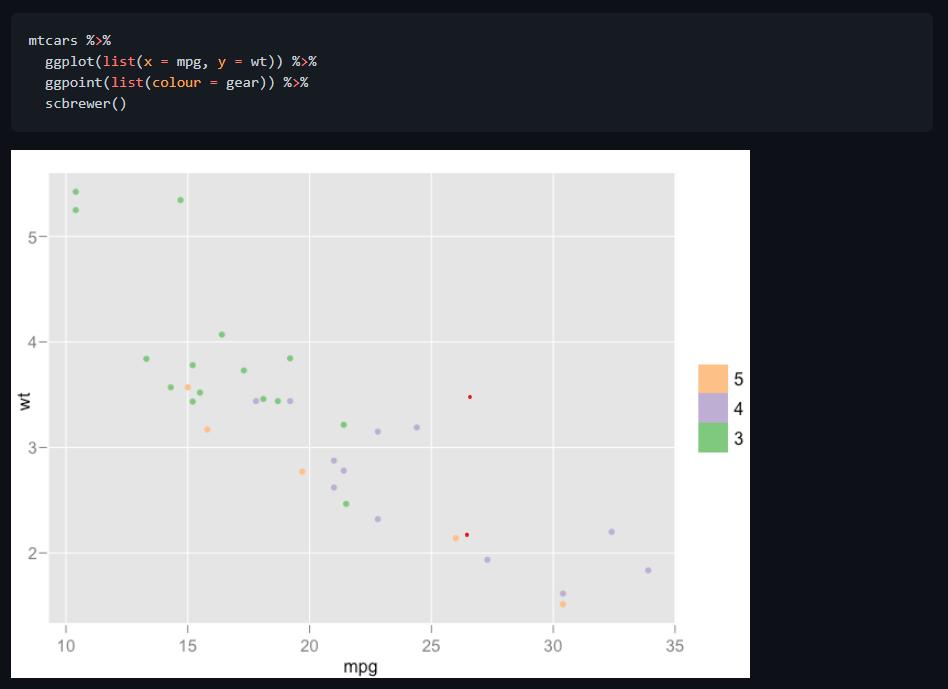 mtcars %>%
ggplot(list(x = mpg, y = wt)) %>%
ggpoint(list(colour = gear)) %>%
scbrewer()
5
4
3
2
wt
10 15 20 25 30 35
mpg
5
4
3